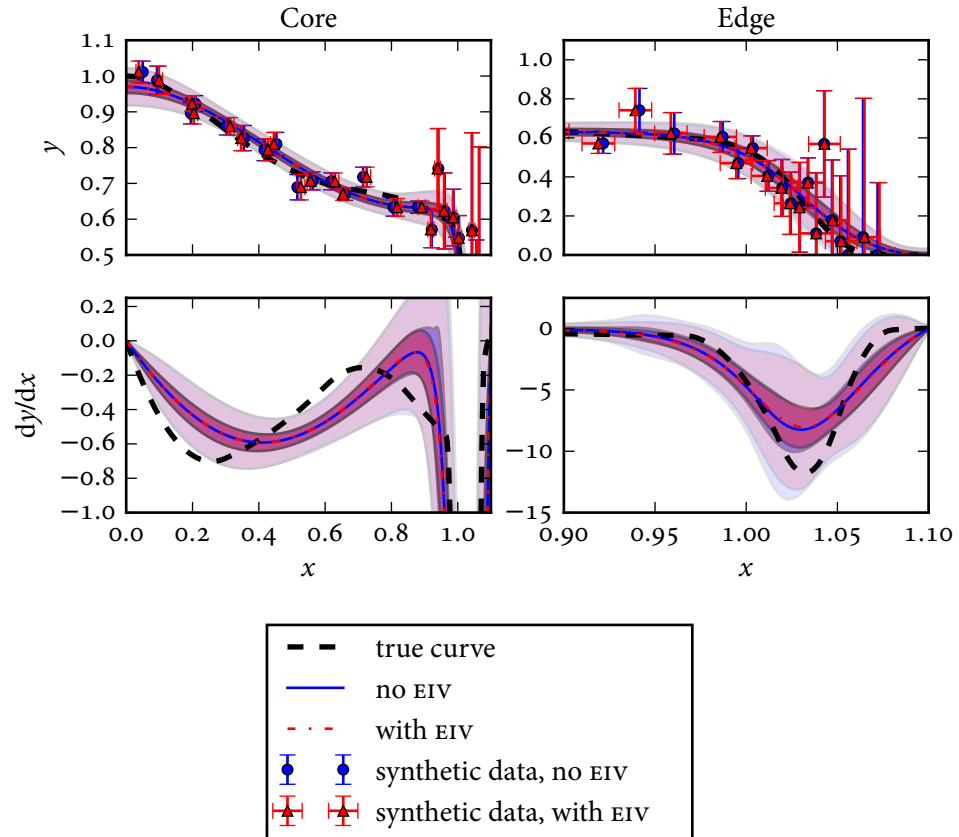 Core
Edge
y
1.1
1.0
0.9
0.8
0.7
0.6
0.5
1.0
0.8
0.6
0.4
0.2
0.0
dy/dx
0.2
0.0
−0.2
−0.4
−0.6
−0.8
−1.0
0
−5
−10
−15
0.0 0.2 0.4 0.6 0.8 1.0
0.90 0.95 1.00 1.05 1.10
x
x
true curve
no EIV
with EIV
synthetic data, no EIV
synthetic data, with EIV